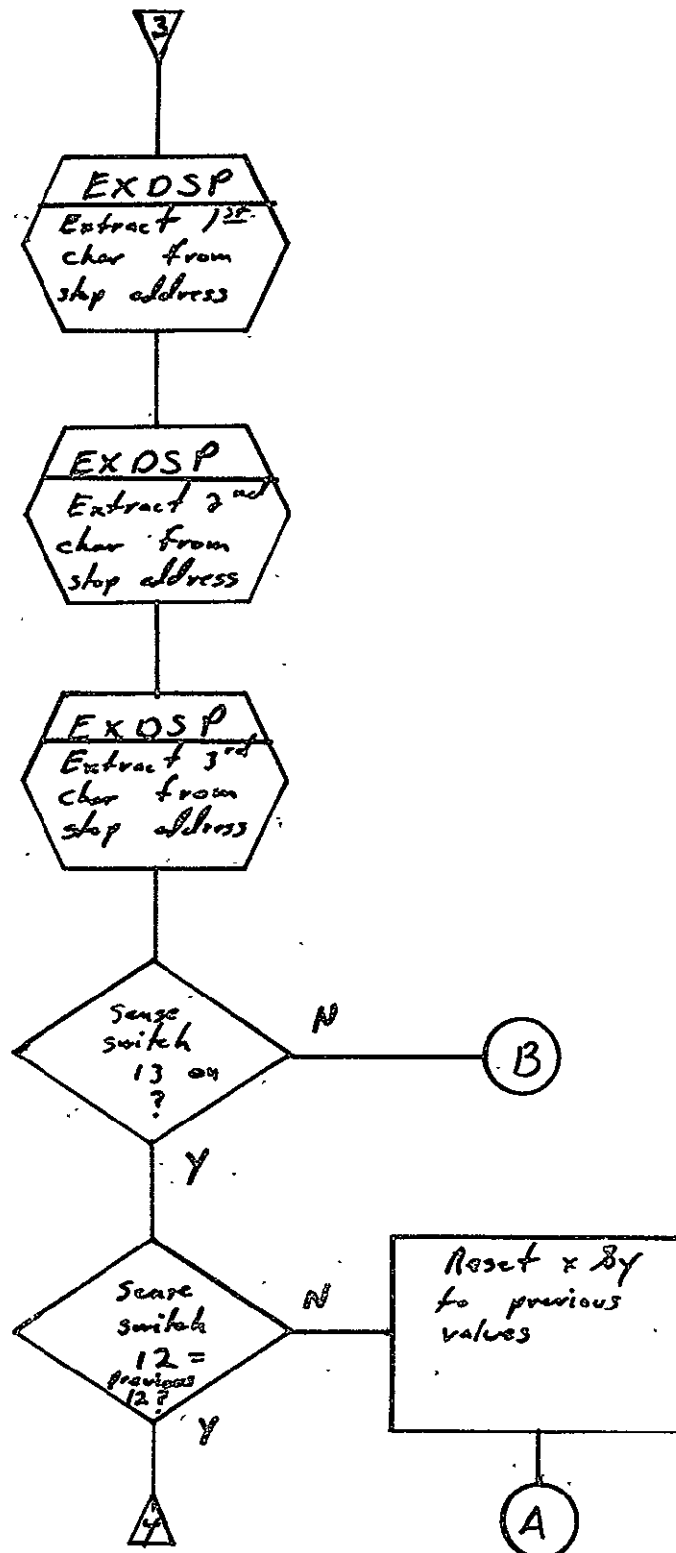 3
EXDSP
Extract 1st
char from
stop address
EXDSP
Extract 2nd
char from
stop address
EXDSP
Extract 3rd
char from
stop address
Sense
switch
13 on
?
N
B
Y
Sense
switch
12 =
previous
12?
N
Reset x & y
to previous
values
Y
4
A